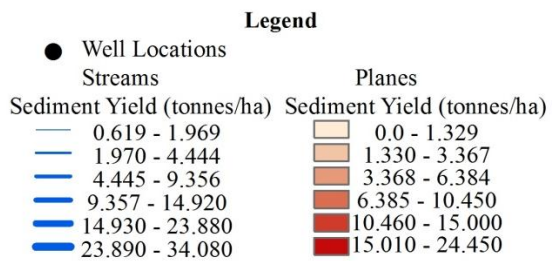 Legend
Well Locations
Streams
Sediment Yield (tonnes/ha)
0.619 - 1.969
1.970 - 4.444
4.445 - 9.356
9.357 - 14.920
14.930 - 23.880
23.890 - 34.080
Planes
Sediment Yield (tonnes/ha)
0.0 - 1.329
1.330 - 3.367
3.368 - 6.384
6.385 - 10.450
10.460 - 15.000
15.010 - 24.450